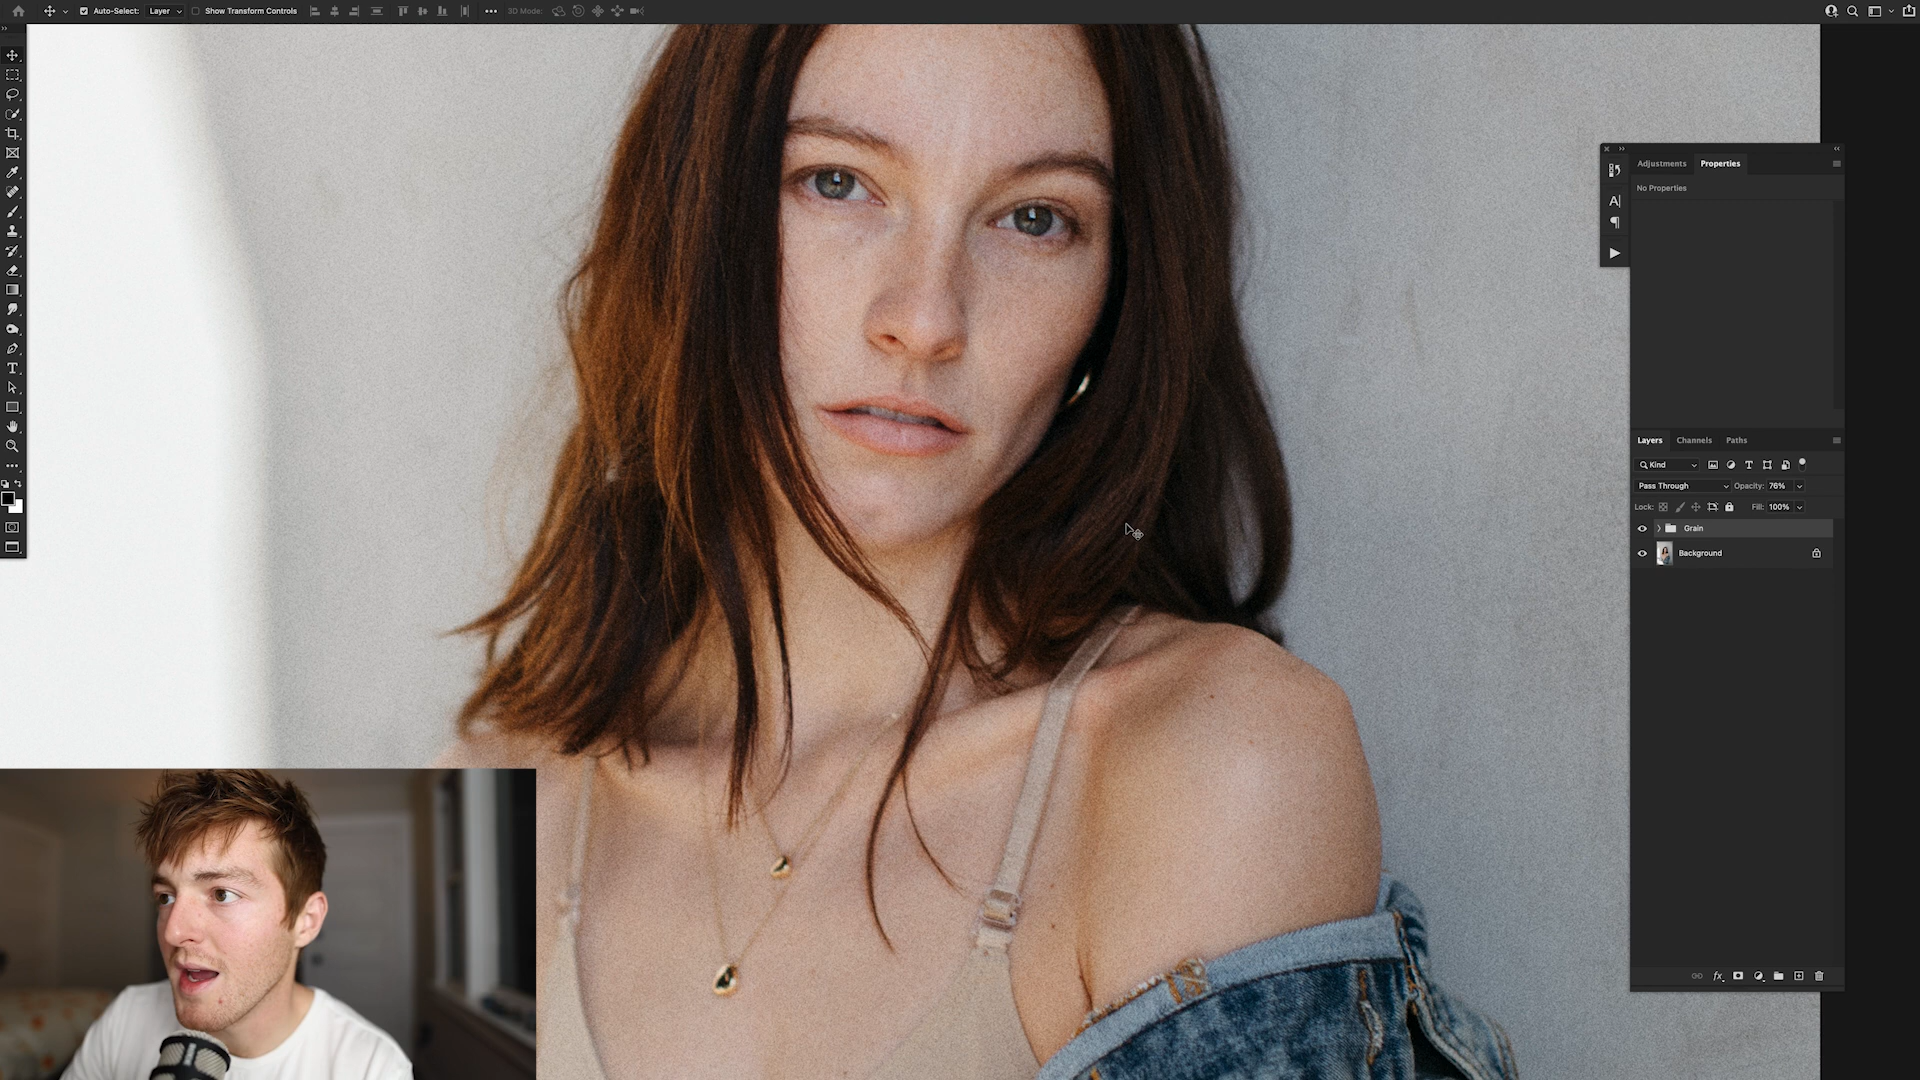 Auto-Select: Layer Show Transform Controls 3D Mode:
Adjustments Properties
No Properties
Layers Channels Paths
Kind
Pass Through Opacity: 76%
Lock: Fill: 100%
Grain
Background